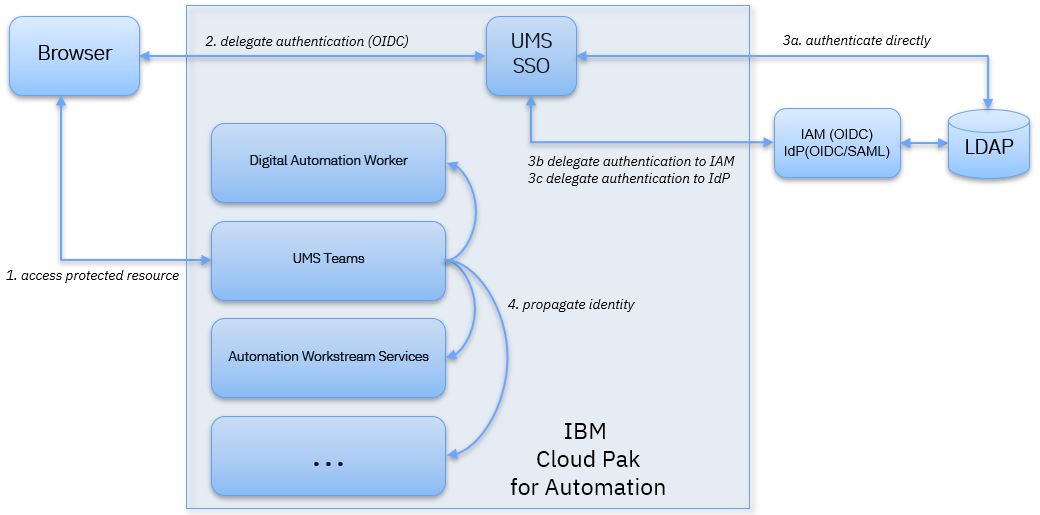 Browser
2. delegate authentication (OIDC)
UMS
SSO
3a. authenticate directly
IAM (OIDC)
IdP(OIDC/SAML)
LDAP
3b delegate authentication to IAM
3c delegate authentication to IdP
Digital Automation Worker
UMS Teams
1. access protected resource
4. propagate identity
Automation Workstream Services
...
IBM
Cloud Pak
for Automation